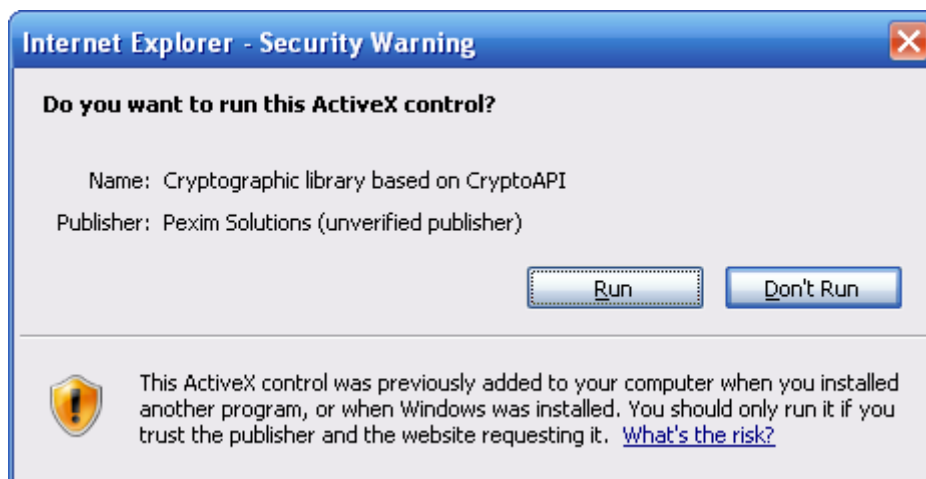 Internet Explorer - Security Warning
Do you want to run this ActiveX control?
Name: Cryptographic library based on CryptoAPI
Publisher: Pexim Solutions (unverified publisher)
Run Don't Run
This ActiveX control was previously added to your computer when you installed
another program, or when Windows was installed. You should only run it if you
trust the publisher and the website requesting it. What's the risk?